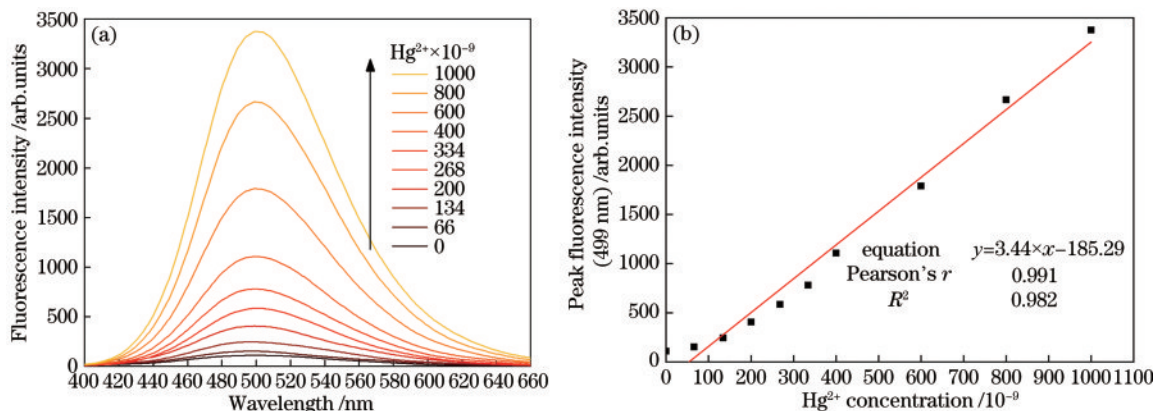 (a)
Fluorescence intensity /arb.units
3500
3000
2500
2000
1500
1000
500
0
Hg²⁺×10⁻⁹
1000
800
600
400
334
268
200
134
66
0
400 420 440 460 480 500 520 540 560 580 600 620 640 660
Wavelength /nm
(b)
Peak fluorescence intensity
(499 nm) /arb.units
3500
3000
2500
2000
1500
1000
500
0
equation y=3.44×x−185.29
Pearson's r 0.991
R² 0.982
0 100 200 300 400 500 600 700 800 900 1000 1100
Hg²⁺ concentration /10⁻⁹